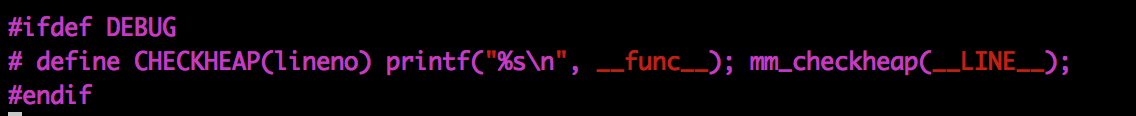 #ifdef DEBUG
# define CHECKHEAP(lineno) printf("%s\n", __func__); mm_checkheap(__LINE__);
#endif